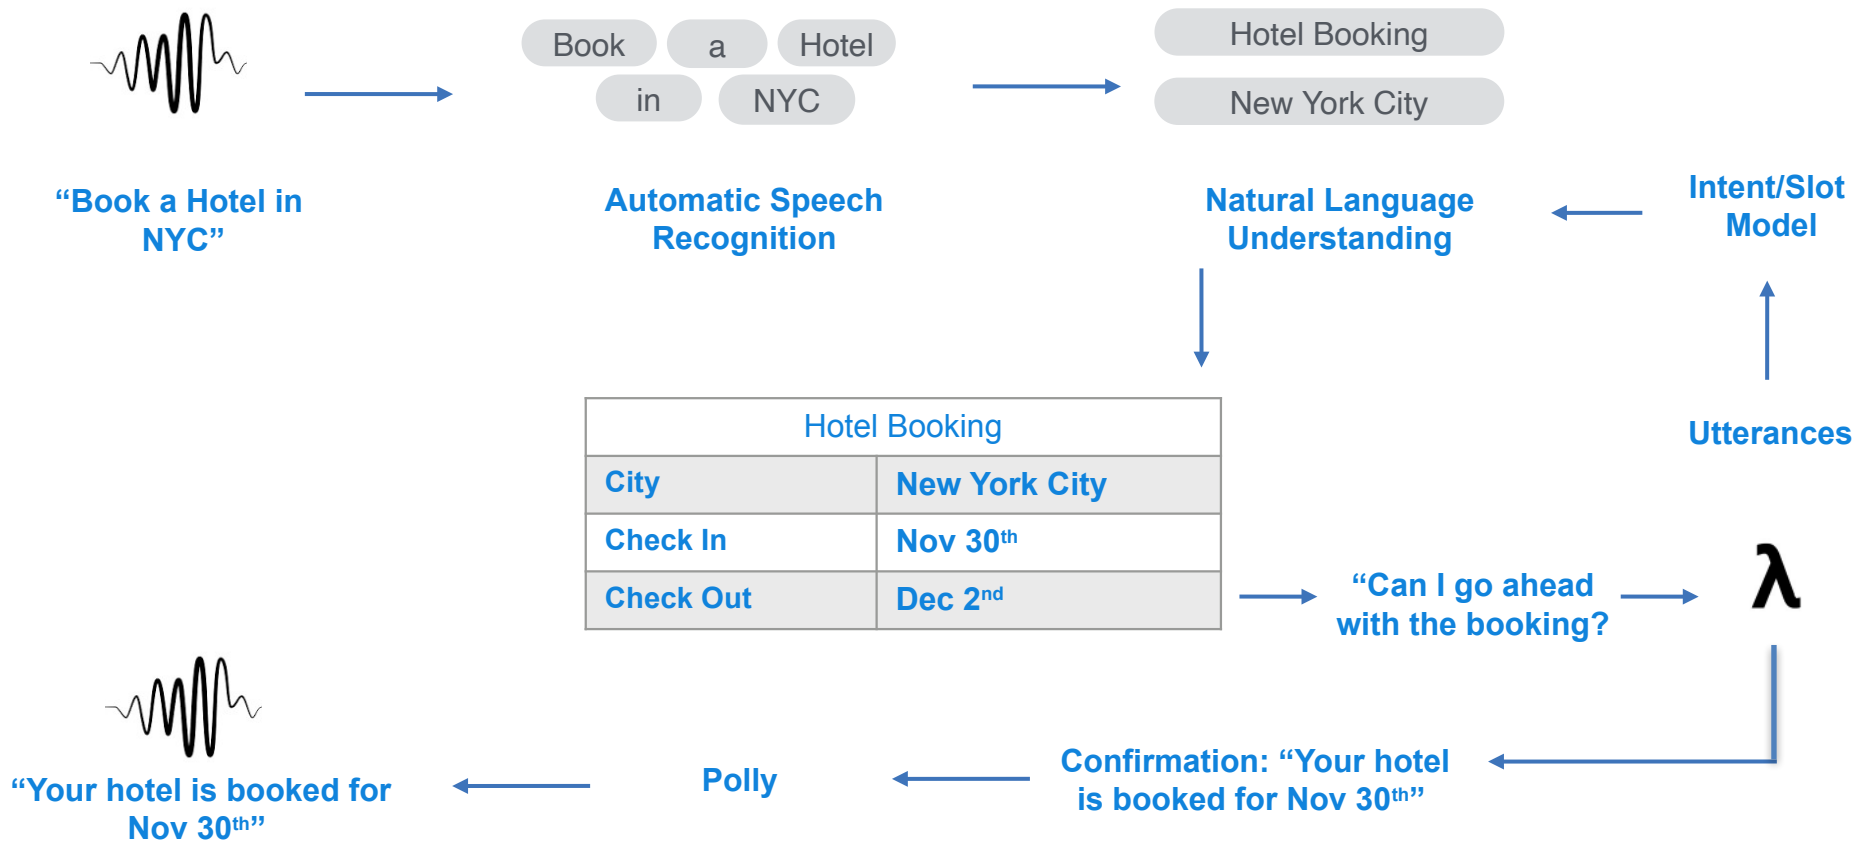 Book a Hotel
in NYC
Hotel Booking
New York City
“Book a Hotel in
NYC”
Automatic Speech
Recognition
Natural Language
Understanding
Intent/Slot
Model
Utterances
Hotel Booking
City New York City
Check In Nov 30th
Check Out Dec 2nd
“Can I go ahead
with the booking?
λ
Confirmation: “Your hotel
is booked for Nov 30th”
Polly
“Your hotel is booked for
Nov 30th”